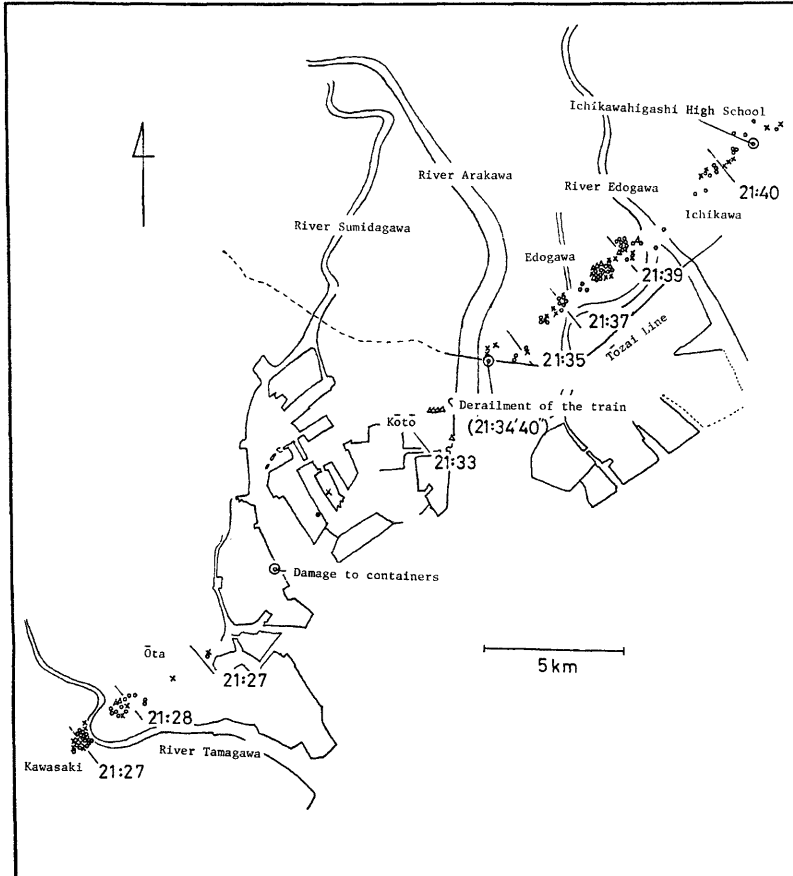 Ichikawahigashi High School
River Arakawa
River Edogawa
21:40
Ichikawa
River Sumidagawa
Edogawa
21:39
21:37
Tōzai Line
21:35
Derailment of the train
(21:34'40")
Kōtō
21:33
Damage to containers
Ōta
21:27
5km
21:28
River Tamagawa
Kawasaki
21:27